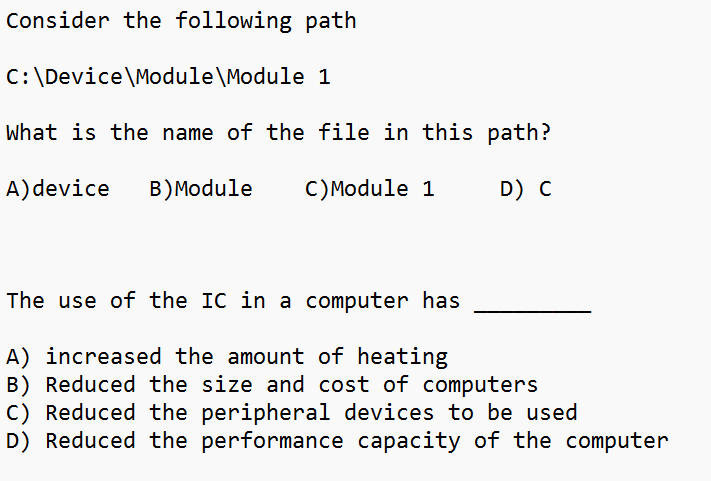 Consider the following path
C:\Device\Module\Module 1
What is the name of the file in this path?
A)device B)Module C)Module 1 D) C
The use of the IC in a computer has _________
A) increased the amount of heating
B) Reduced the size and cost of computers
C) Reduced the peripheral devices to be used
D) Reduced the performance capacity of the computer